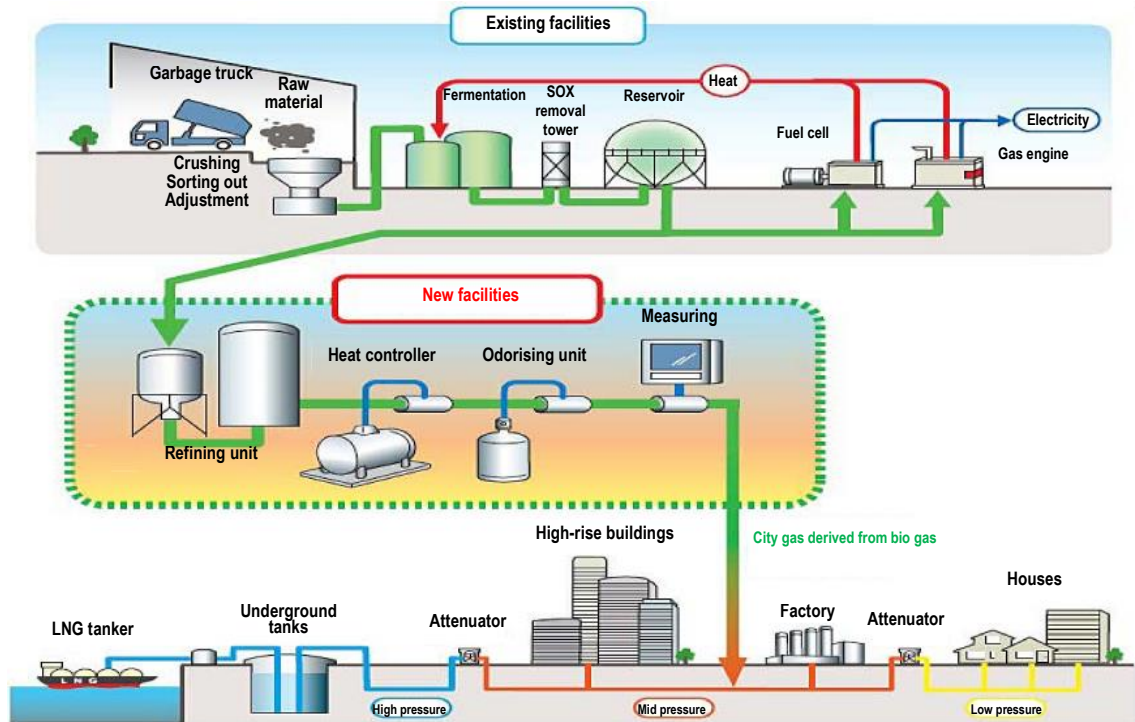 Existing facilities
Garbage truck
Raw
material
Fermentation
SOX
removal
tower
Reservoir
Heat
Fuel cell
Electricity
Gas engine
Crushing
Sorting out
Adjustment
New facilities
Measuring
Heat controller
Odorising unit
Refining unit
High-rise buildings
City gas derived from bio gas
Houses
LNG tanker
Underground
tanks
Attenuator
Factory
Attenuator
LNG
High pressure
Mid pressure
Low pressure